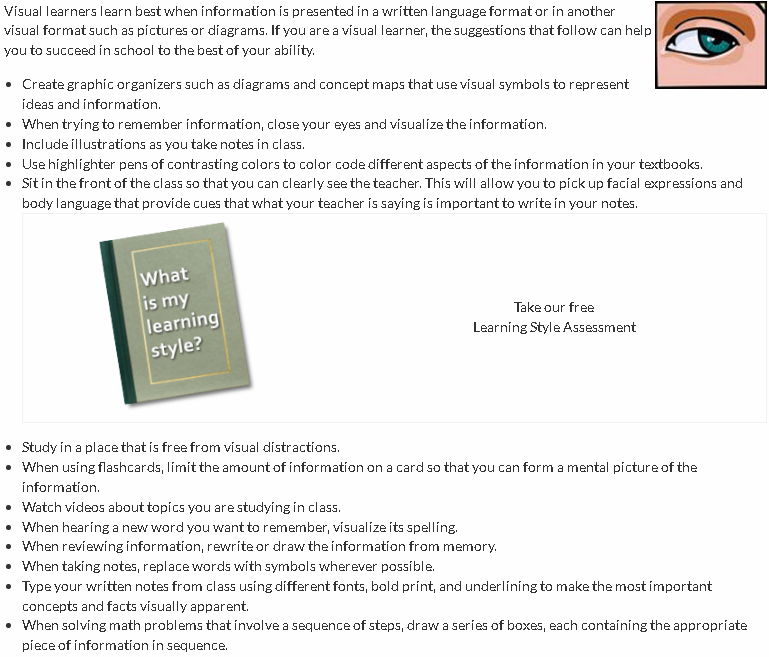 Visual learners learn best when information is presented in a written language format or in another
visual format such as pictures or diagrams. If you are a visual learner, the suggestions that follow can help
you to succeed in school to the best of your ability.
• Create graphic organizers such as diagrams and concept maps that use visual symbols to represent
ideas and information.
• When trying to remember information, close your eyes and visualize the information.
• Include illustrations as you take notes in class.
• Use highlighter pens of contrasting colors to color code different aspects of the information in your textbooks.
• Sit in the front of the class so that you can clearly see the teacher. This will allow you to pick up facial expressions and
body language that provide cues that what your teacher is saying is important to write in your notes.
What
is my
learning
style?
Take our free
Learning Style Assessment
• Study in a place that is free from visual distractions.
• When using flashcards, limit the amount of information on a card so that you can form a mental picture of the
information.
• Watch videos about topics you are studying in class.
• When hearing a new word you want to remember, visualize its spelling.
• When reviewing information, rewrite or draw the information from memory.
• When taking notes, replace words with symbols wherever possible.
• Type your written notes from class using different fonts, bold print, and underlining to make the most important
concepts and facts visually apparent.
• When solving math problems that involve a sequence of steps, draw a series of boxes, each containing the appropriate
piece of information in sequence.